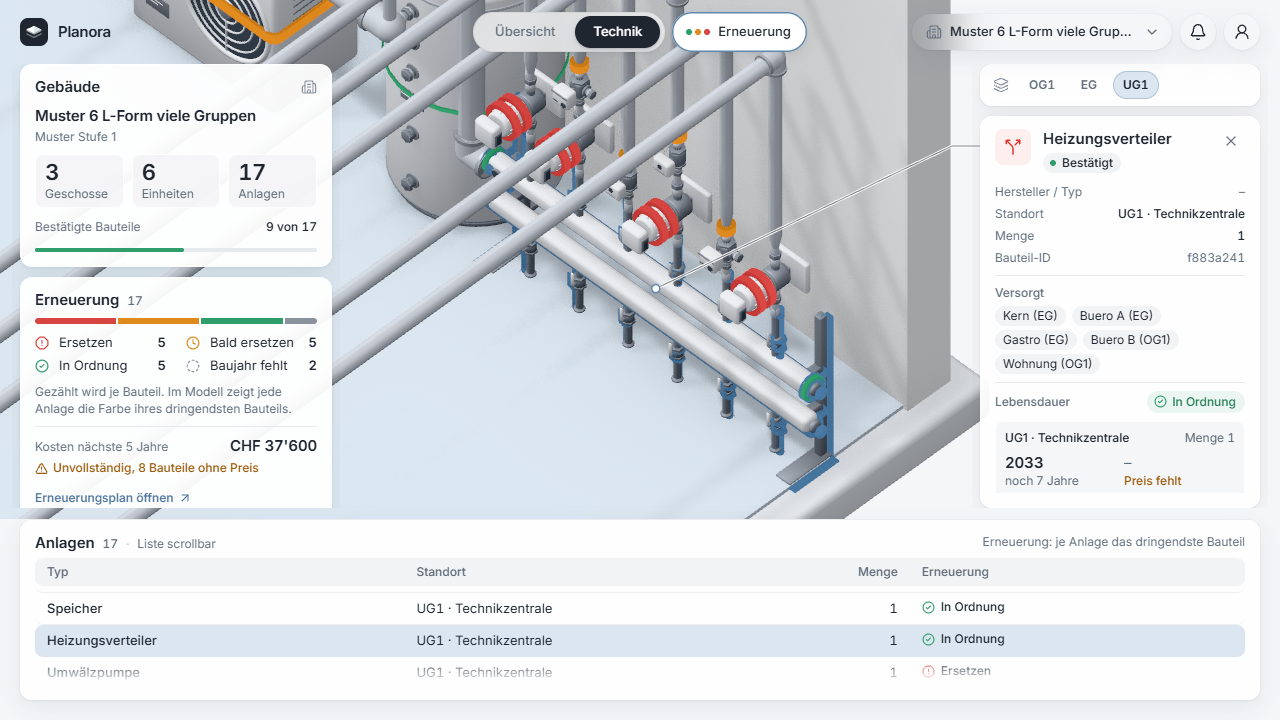 Planora
Übersicht
Technik
Erneuerung
Muster 6 L-Form viele Grup...
Gebäude
Muster 6 L-Form viele Gruppen
Muster Stufe 1
3 Geschosse
6 Einheiten
17 Anlagen
Bestätigte Bauteile 9 von 17
Erneuerung 17
Ersetzen 5
Bald ersetzen 5
In Ordnung 5
Baujahr fehlt 2
Gezählt wird je Bauteil. Im Modell zeigt jede
Anlage die Farbe ihres dringendsten Bauteils.
Kosten nächste 5 Jahre CHF 37'600
Unvollständig, 8 Bauteile ohne Preis
Erneuerungsplan öffnen
OG1 EG UG1
Heizungsverteiler
Bestätigt
Hersteller / Typ –
Standort UG1 · Technikzentrale
Menge 1
Bauteil-ID f883a241
Versorgt
Kern (EG) Buero A (EG)
Gastro (EG) Buero B (OG1)
Wohnung (OG1)
Lebensdauer In Ordnung
UG1 · Technikzentrale Menge 1
2033 –
noch 7 Jahre Preis fehlt
Anlagen 17 · Liste scrollbar
Erneuerung: je Anlage das dringendste Bauteil
Typ Standort Menge Erneuerung
Speicher UG1 · Technikzentrale 1 In Ordnung
Heizungsverteiler UG1 · Technikzentrale 1 In Ordnung
Umwälzpumpe UG1 · Technikzentrale 1 Ersetzen